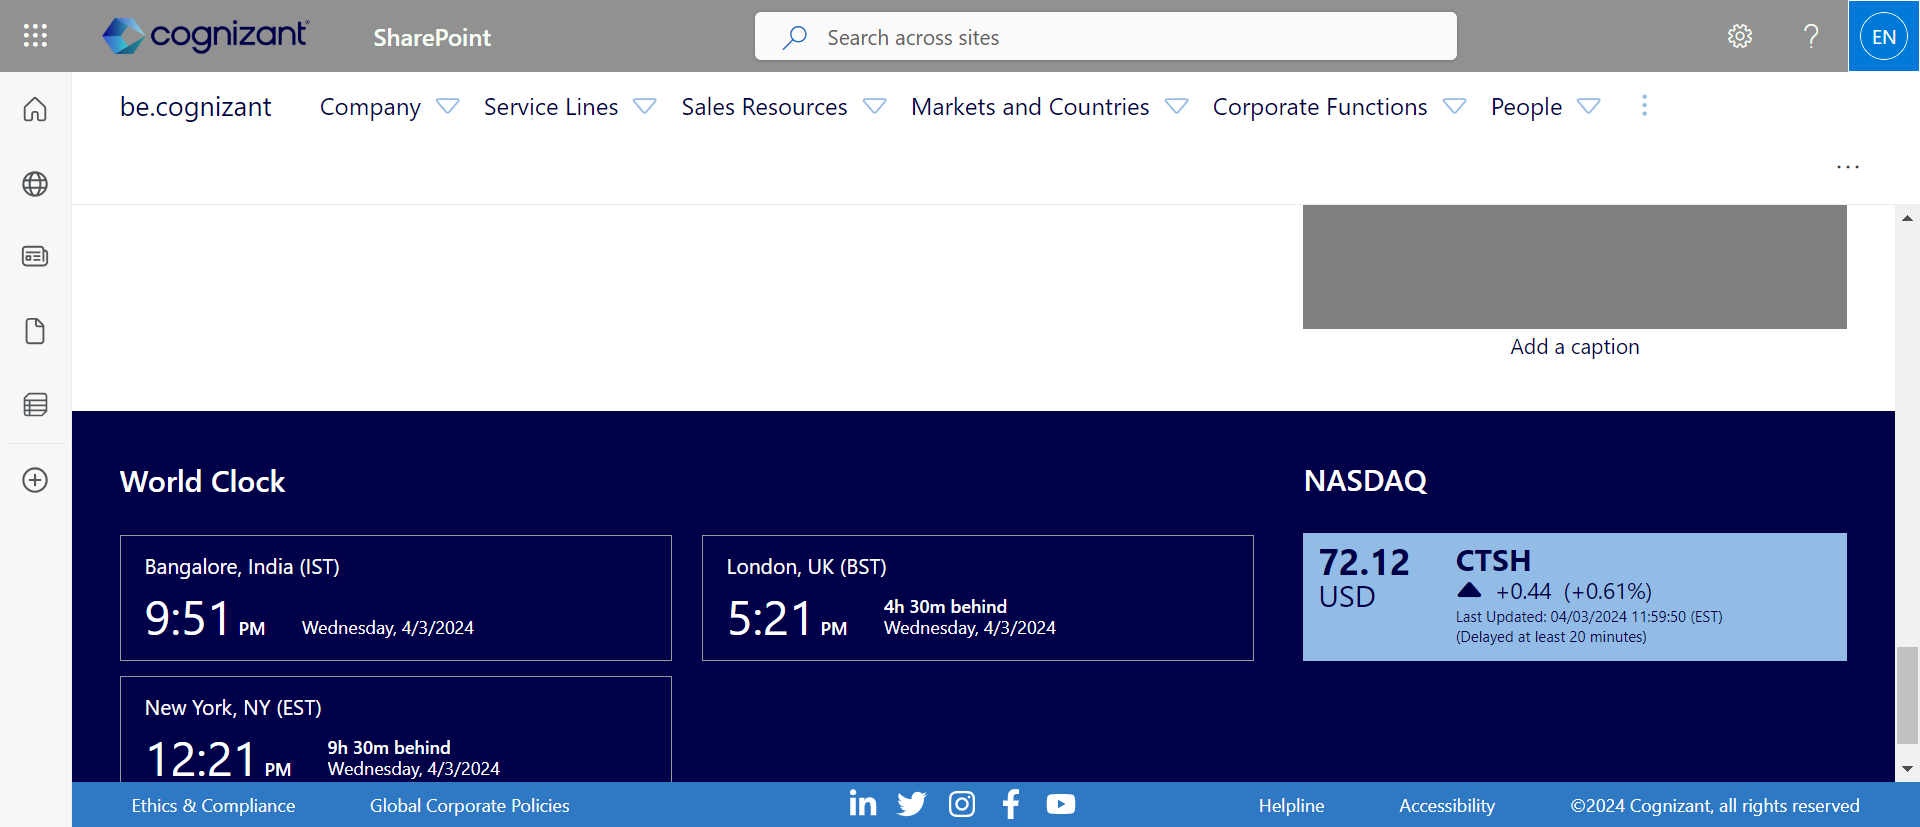 cognizant
SharePoint
Search across sites
?
EN
be.cognizant
Company
Service Lines
Sales Resources
Markets and Countries
Corporate Functions
People
...
Add a caption
World Clock
NASDAQ
Bangalore, India (IST)
9:51 PM
Wednesday, 4/3/2024
London, UK (BST)
5:21 PM
4h 30m behind
Wednesday, 4/3/2024
72.12
USD
CTSH
+0.44 (+0.61%)
Last Updated: 04/03/2024 11:59:50 (EST)
(Delayed at least 20 minutes)
New York, NY (EST)
12:21 PM
9h 30m behind
Wednesday, 4/3/2024
Ethics & Compliance
Global Corporate Policies
in
Helpline
Accessibility
©2024 Cognizant, all rights reserved